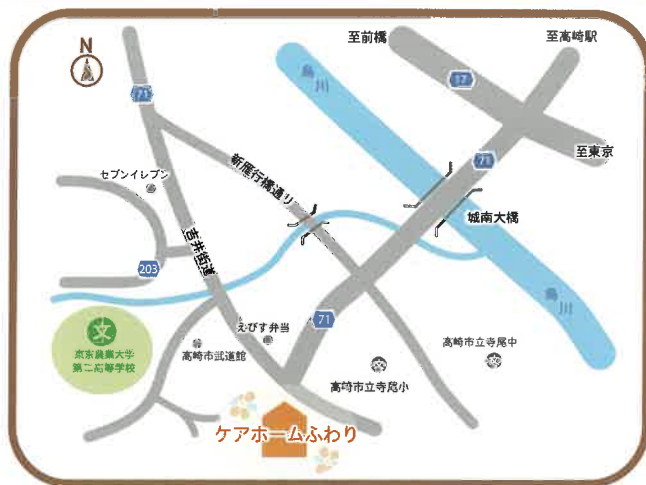 N
至前橋
至高崎駅
烏川
17
71
71
至東京
セブンイレブン
新雁行橋通り
城南大橋
吉井街道
203
烏川
文
東京農業大学
第二高等学校
えびす弁当
71
高崎市武道館
高崎市立寺尾中
文
高崎市立寺尾小
文
ケアホームふわり